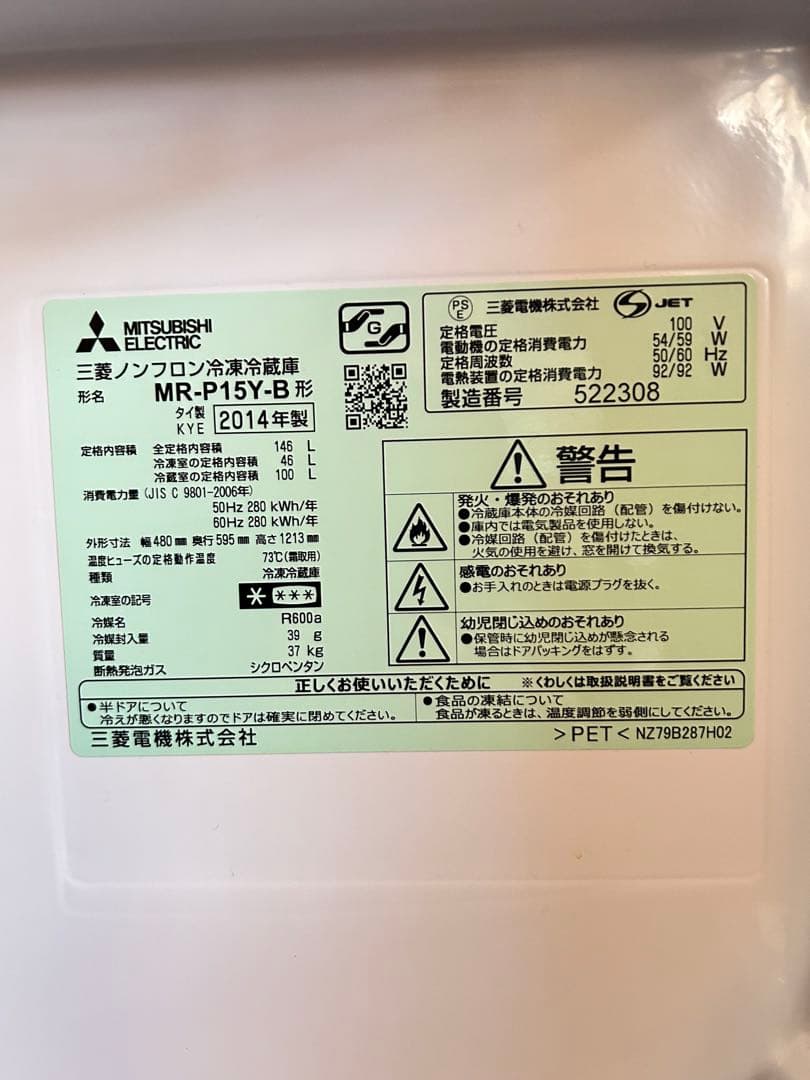 MITSUBISHI
ELECTRIC
G
三菱ノンフロン冷凍冷蔵庫
形名 MR-P15Y-B 形
タイ製
KYE 2014年製
定格内容積 全定格内容積 146 L
冷凍室の定格内容積 46 L
冷蔵室の定格内容積 100 L
消費電力量 (JIS C 9801-2006年)
50Hz 280 kWh/年
60Hz 280 kWh/年
外形寸法 幅480㎜ 奥行595㎜ 高さ1213㎜
温度ヒューズの定格動作温度 73℃(霜取用)
種類 冷凍冷蔵庫
冷凍室の記号
冷媒名 R600a
冷媒封入量 39 g
質量 37 kg
断熱発泡ガス シクロペンタン
PS
E 三菱電機株式会社 JET
定格電圧 100 V
電動機の定格消費電力 54/59 W
定格周波数 50/60 Hz
電熱装置の定格消費電力 92/92 W
製造番号 522308
警告
発火・爆発のおそれあり
●冷蔵庫本体の冷媒回路（配管）を傷付けない。
●庫内では電気製品を使用しない。
●冷媒回路（配管）を傷付けたときは、
火気の使用を避け、窓を開けて換気する。
感電のおそれあり
●お手入れのときは電源プラグを抜く。
幼児閉じ込めのおそれあり
●保管時に幼児閉じ込めが懸念される
場合はドアパッキングをはずす。
正しくお使いいただくために ※くわしくは取扱説明書をご覧ください
●半ドアについて
冷えが悪くなりますのでドアは確実に閉めてください。
●食品の凍結について
食品が凍るときは、温度調節を弱側にしてください。
三菱電機株式会社 >PET< NZ79B287H02